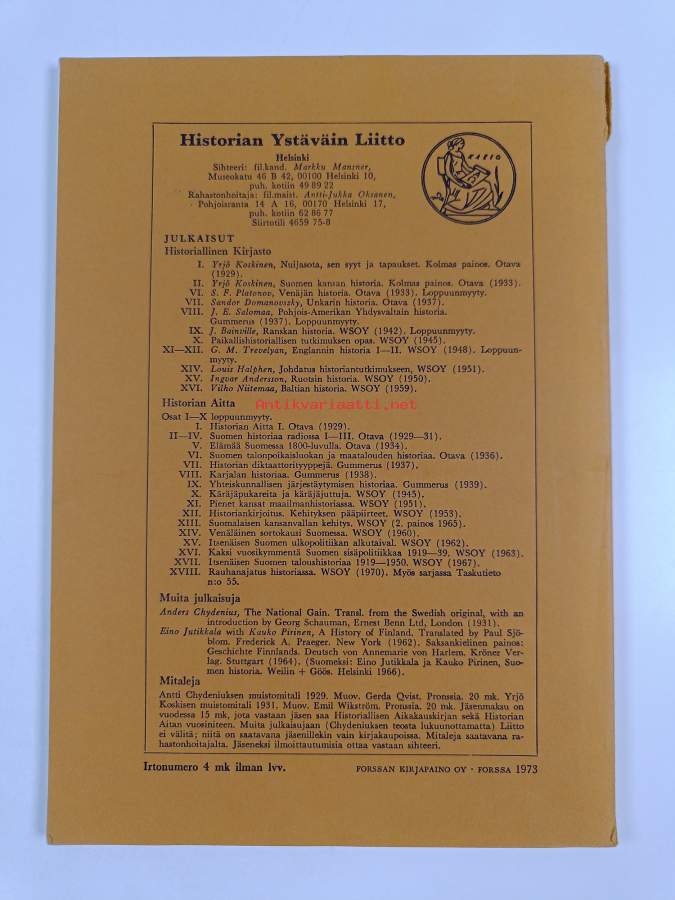 Historian Ystäväin Liitto
Helsinki
Sihteeri: fil.kand. Markku Mansner,
Museokatu 46 B 42, 00100 Helsinki 10,
puh. kotiin 49 89 22
Rahastonhoitaja: fil.maist. Antti-Jukka Oksanen,
Pohjoisranta 14 A 16, 00170 Helsinki 17,
puh. kotiin 62 86 77
Siirtotili 4659 75-8
JULKAISUT
Historiallinen Kirjasto
I. Yrjö Koskinen, Nuijasota, sen syyt ja tapaukset. Kolmas painos. Otava
(1929).
II. Yrjö Koskinen, Suomen kansan historia. Kolmas painos. Otava (1933).
VI. S. F. Platonov, Venäjän historia. Otava (1933). Loppuunmyyty.
VII. Sandor Domanovszky, Unkarin historia. Otava (1937).
VIII. J. E. Salomaa, Pohjois-Amerikan Yhdysvaltain historia.
Gummerus (1937). Loppuunmyyty.
IX. J. Bainville, Ranskan historia. WSOY (1942). Loppuunmyyty.
X. Paikallishistoriallisen tutkimuksen opas. WSOY (1945).
XI—XII. G. M. Trevelyan, Englannin historia I—II. WSOY (1948). Loppuun-
myyty.
XIV. Louis Halphen, Johdatus historiantutkimukseen, WSOY (1951).
XV. Ingvar Andersson, Ruotsin historia. WSOY (1950).
XVI. Vilho Niitemaa, Baltian historia. WSOY (1959).
Historian Aitta
Antikvariaatti.net
Osat I—X loppuunmyyty.
I. Historian Aitta I. Otava (1929).
II—IV. Suomen historiaa radiossa I—III. Otava (1929—31).
V. Elämää Suomessa 1800-luvulla. Otava (1934).
VI. Suomen talonpoikaisluokan ja maatalouden historiaa. Otava (1936).
VII. Historian diktaattorityyppejä. Gummerus (1937).
VIII. Karjalan historiaa. Gummerus (1938).
IX. Yhteiskunnallisen järjestäytymisen historiaa. Gummerus (1939).
X. Käräjäpukareita ja käräjäjuttuja. WSOY (1945).
XI. Pienet kansat maailmanhistoriassa. WSOY (1951).
XII. Historiankirjoitus. Kehityksen pääpiirteet. WSOY (1953).
XIII. Suomalaisen kansanvallan kehitys. WSOY (2. painos 1965).
XIV. Venäläinen sortokausi Suomessa. WSOY (1960).
XV. Itsenäisen Suomen ulkopolitiikan alkutaival. WSOY (1962).
XVI. Kaksi vuosikymmentä Suomen sisäpolitiikkaa 1919—39, WSOY (1963).
XVII. Itsenäisen Suomen taloushistoriaa 1919—1950. WSOY (1967).
XVIII. Rauhanajatus historiassa. WSOY (1970). Myös sarjassa Taskutieto
n:o 55.
Muita julkaisuja
Anders Chydenius, The National Gain. Transl. from the Swedish original, with an
introduction by Georg Schauman, Ernest Benn Ltd, London (1931).
Eino Jutikkala with Kauko Pirinen, A History of Finland. Translated by Paul Sjö-
blom. Frederick A. Praeger. New York (1962). Saksankielinen painos:
Geschichte Finnlands. Deutsch von Annemarie von Harlem. Kröner Ver-
lag. Stuttgart (1964). (Suomeksi: Eino Jutikkala ja Kauko Pirinen, Suo-
men historia. Weilin + Göös. Helsinki 1966).
Mitaleja
Antti Chydeniuksen muistomitali 1929. Muov. Gerda Qvist. Pronssia. 20 mk. Yrjö
Koskisen muistomitali 1931. Muov. Emil Wikström. Pronssia. 20 mk. Jäsenmaksu on
vuodessa 15 mk, jota vastaan jäsen saa Historiallisen Aikakauskirjan sekä Historian
Aitan vuosiniteen. Muita julkaisujaan (Chydeniuksen teosta lukuunottamatta) Liitto
ei välitä; niitä on saatavana jäsenillekin vain kirjakaupoissa. Mitaleja saatavana ra-
hastonhoitajalta. Jäseneksi ilmoittautumisia ottaa vastaan sihteeri.
Irtonumero 4 mk ilman lvv.
FORSSAN KIRJAPAINO OY · FORSSA 1973